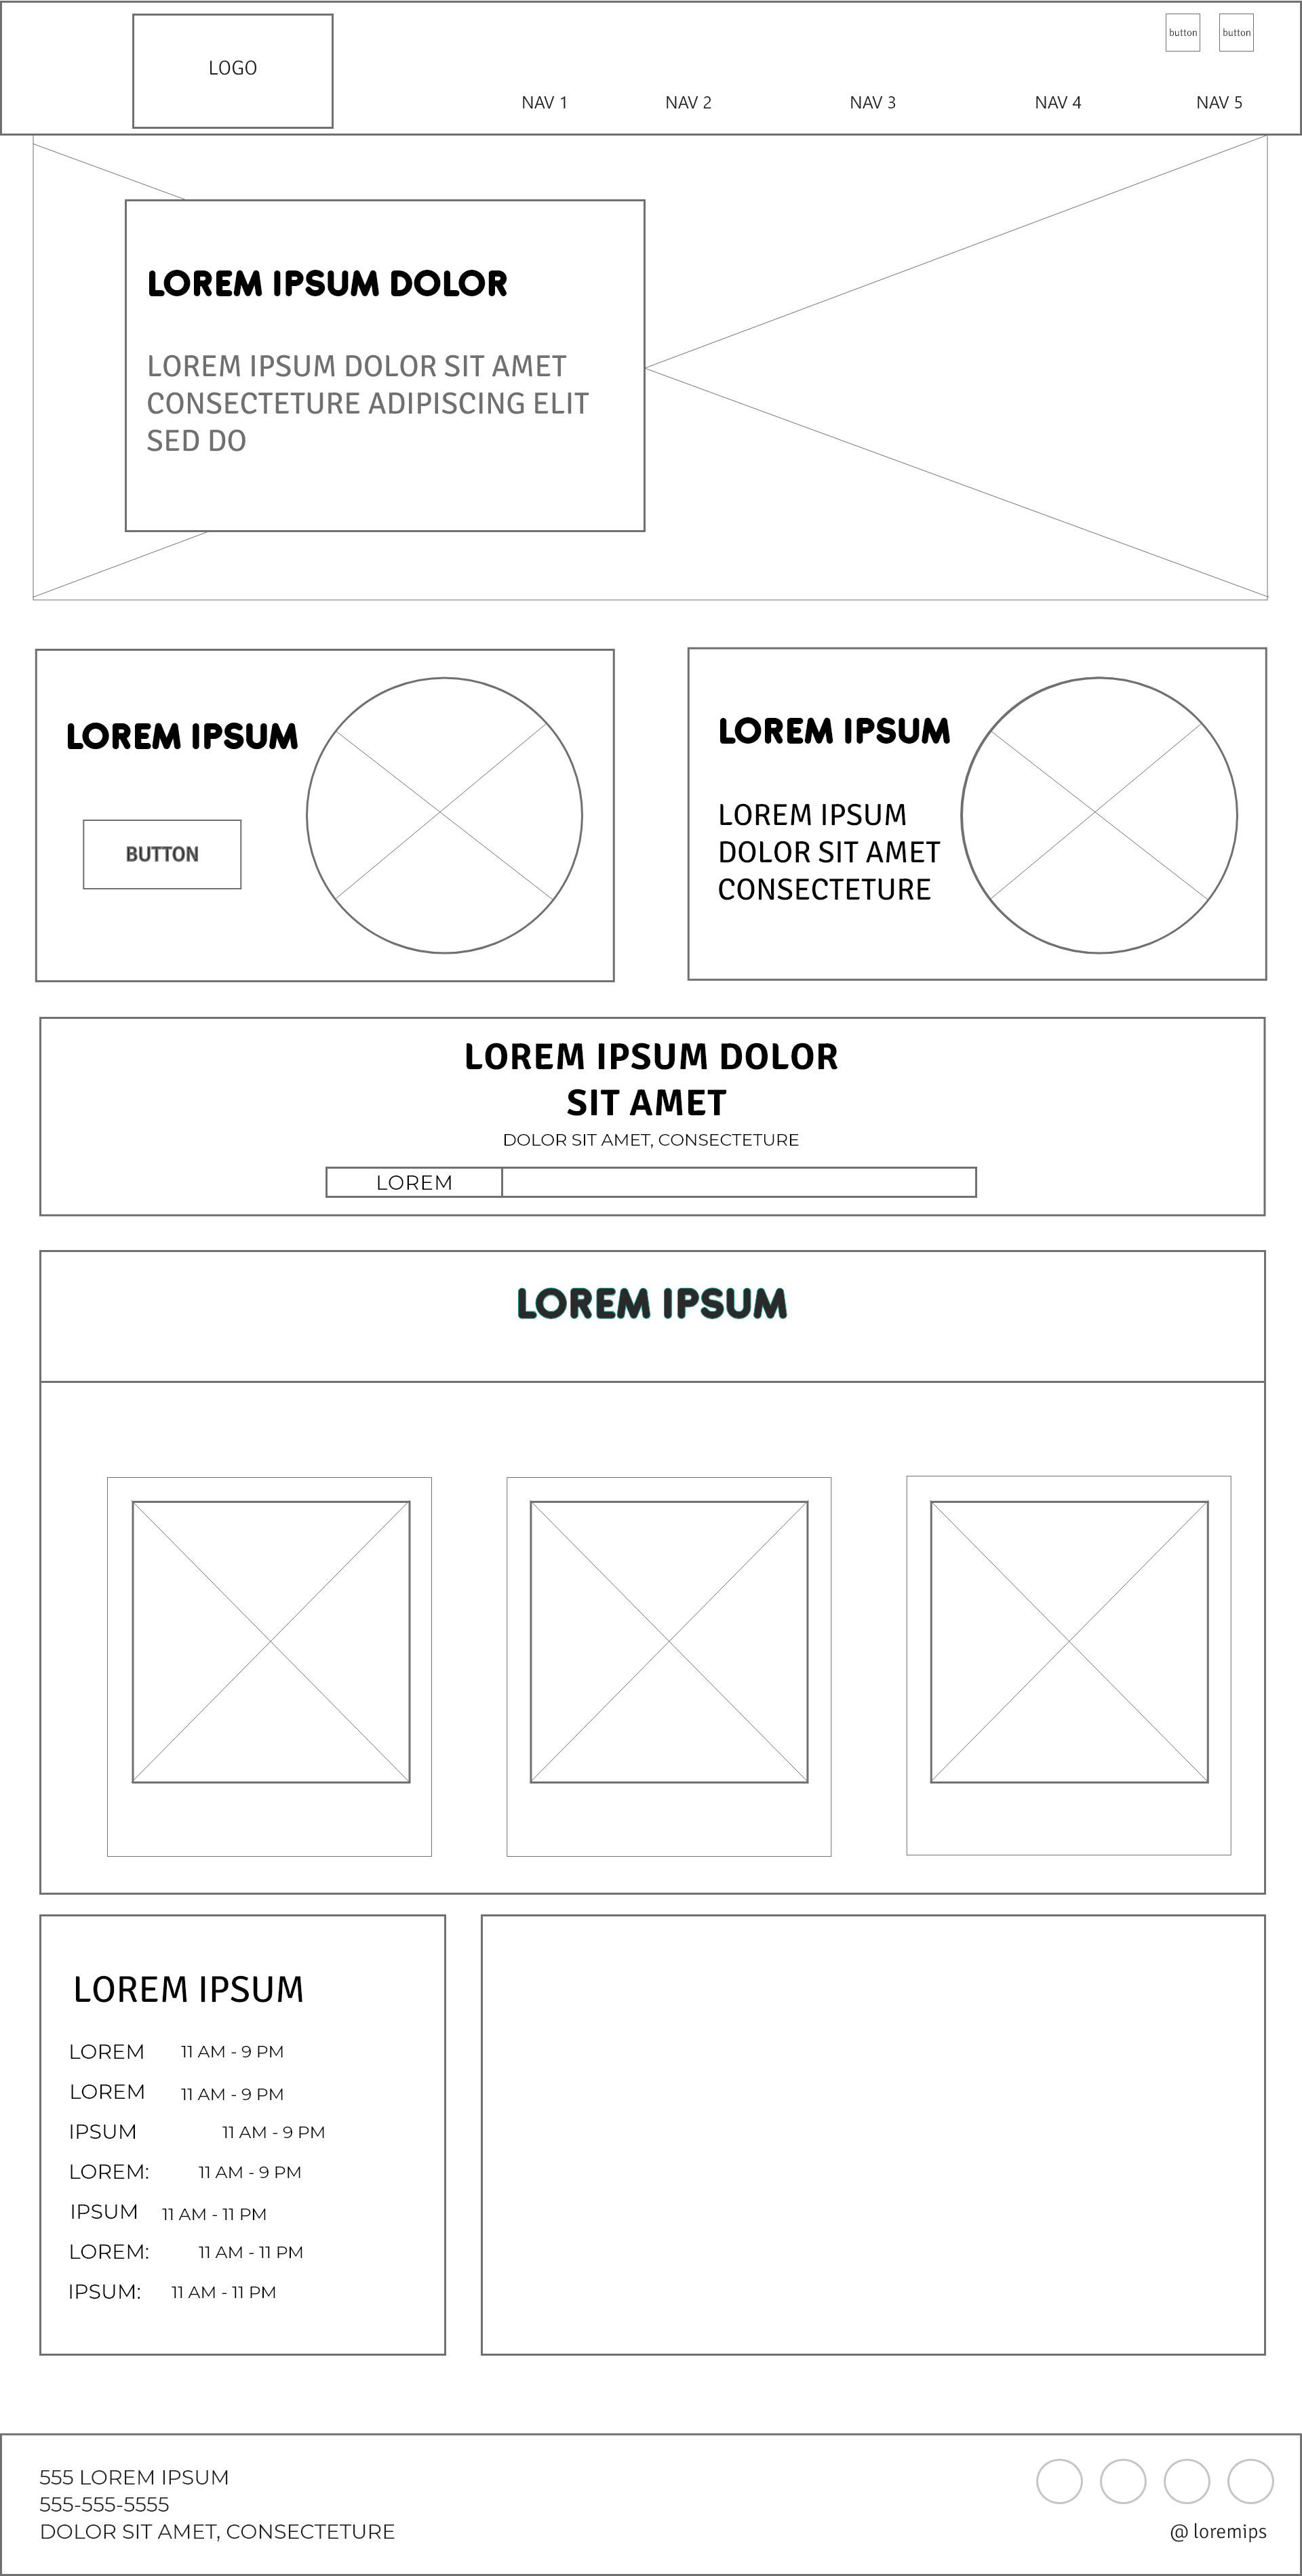 LOGO
button
button
NAV 1
NAV 2
NAV 3
NAV 4
NAV 5
LOREM IPSUM DOLOR
LOREM IPSUM DOLOR SIT AMET
CONSECTETURE ADIPISCING ELIT
SED DO
LOREM IPSUM
BUTTON
LOREM IPSUM
LOREM IPSUM
DOLOR SIT AMET
CONSECTETURE
LOREM IPSUM DOLOR
SIT AMET
DOLOR SIT AMET, CONSECTETURE
LOREM
LOREM IPSUM
LOREM IPSUM
LOREM 11 AM - 9 PM
LOREM 11 AM - 9 PM
IPSUM 11 AM - 9 PM
LOREM: 11 AM - 9 PM
IPSUM 11 AM - 11 PM
LOREM: 11 AM - 11 PM
IPSUM: 11 AM - 11 PM
555 LOREM IPSUM
555-555-5555
DOLOR SIT AMET, CONSECTETURE
@ loremips